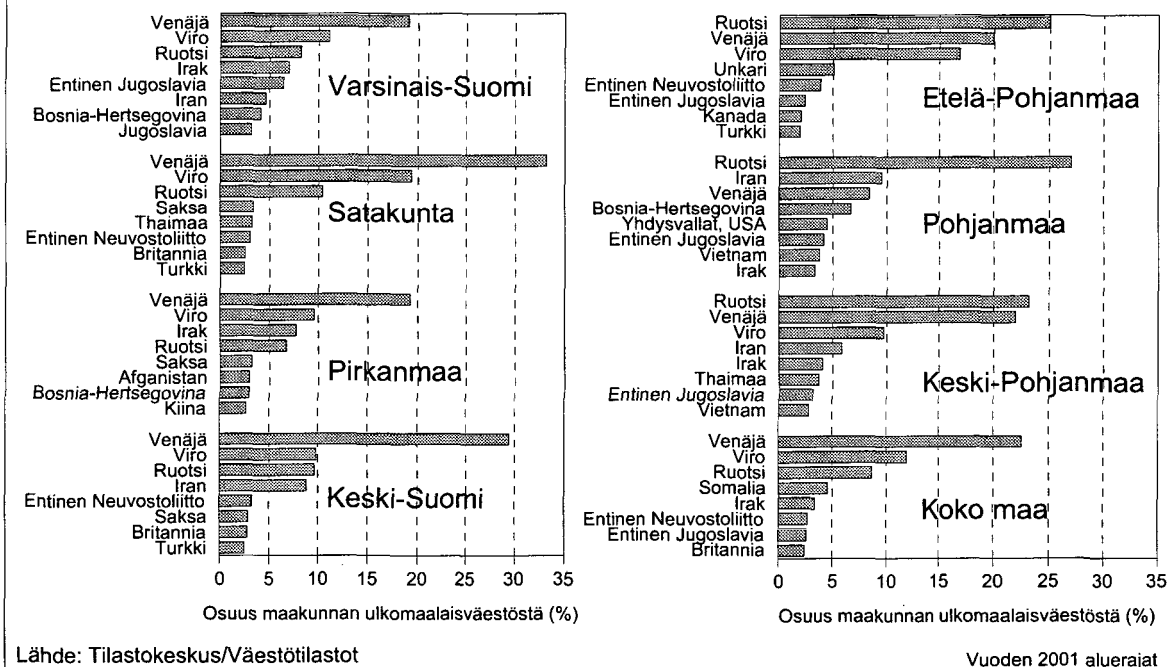 Venäjä
Viro
Ruotsi
Irak
Entinen Jugoslavia
Iran
Bosnia-Hertsegovina
Jugoslavia
Varsinais-Suomi
Venäjä
Viro
Ruotsi
Saksa
Thaimaa
Entinen Neuvostoliitto
Britannia
Turkki
Satakunta
Venäjä
Viro
Irak
Ruotsi
Saksa
Afganistan
Bosnia-Hertsegovina
Kiina
Pirkanmaa
Venäjä
Viro
Ruotsi
Iran
Entinen Neuvostoliitto
Saksa
Britannia
Turkki
Keski-Suomi
0 5 10 15 20 25 30 35
Osuus maakunnan ulkomaalaisväestöstä (%)
Ruotsi
Venäjä
Viro
Unkari
Entinen Neuvostoliitto
Entinen Jugoslavia
Kanada
Turkki
Etelä-Pohjanmaa
Ruotsi
Iran
Venäjä
Bosnia-Hertsegovina
Yhdysvallat, USA
Entinen Jugoslavia
Vietnam
Irak
Pohjanmaa
Ruotsi
Venäjä
Viro
Iran
Irak
Thaimaa
Entinen Jugoslavia
Vietnam
Keski-Pohjanmaa
Venäjä
Viro
Ruotsi
Somalia
Irak
Entinen Neuvostoliitto
Entinen Jugoslavia
Britannia
Koko maa
0 5 10 15 20 25 30 35
Osuus maakunnan ulkomaalaisväestöstä (%)
Lähde: Tilastokeskus/Väestötilastot
Vuoden 2001 aluerajat